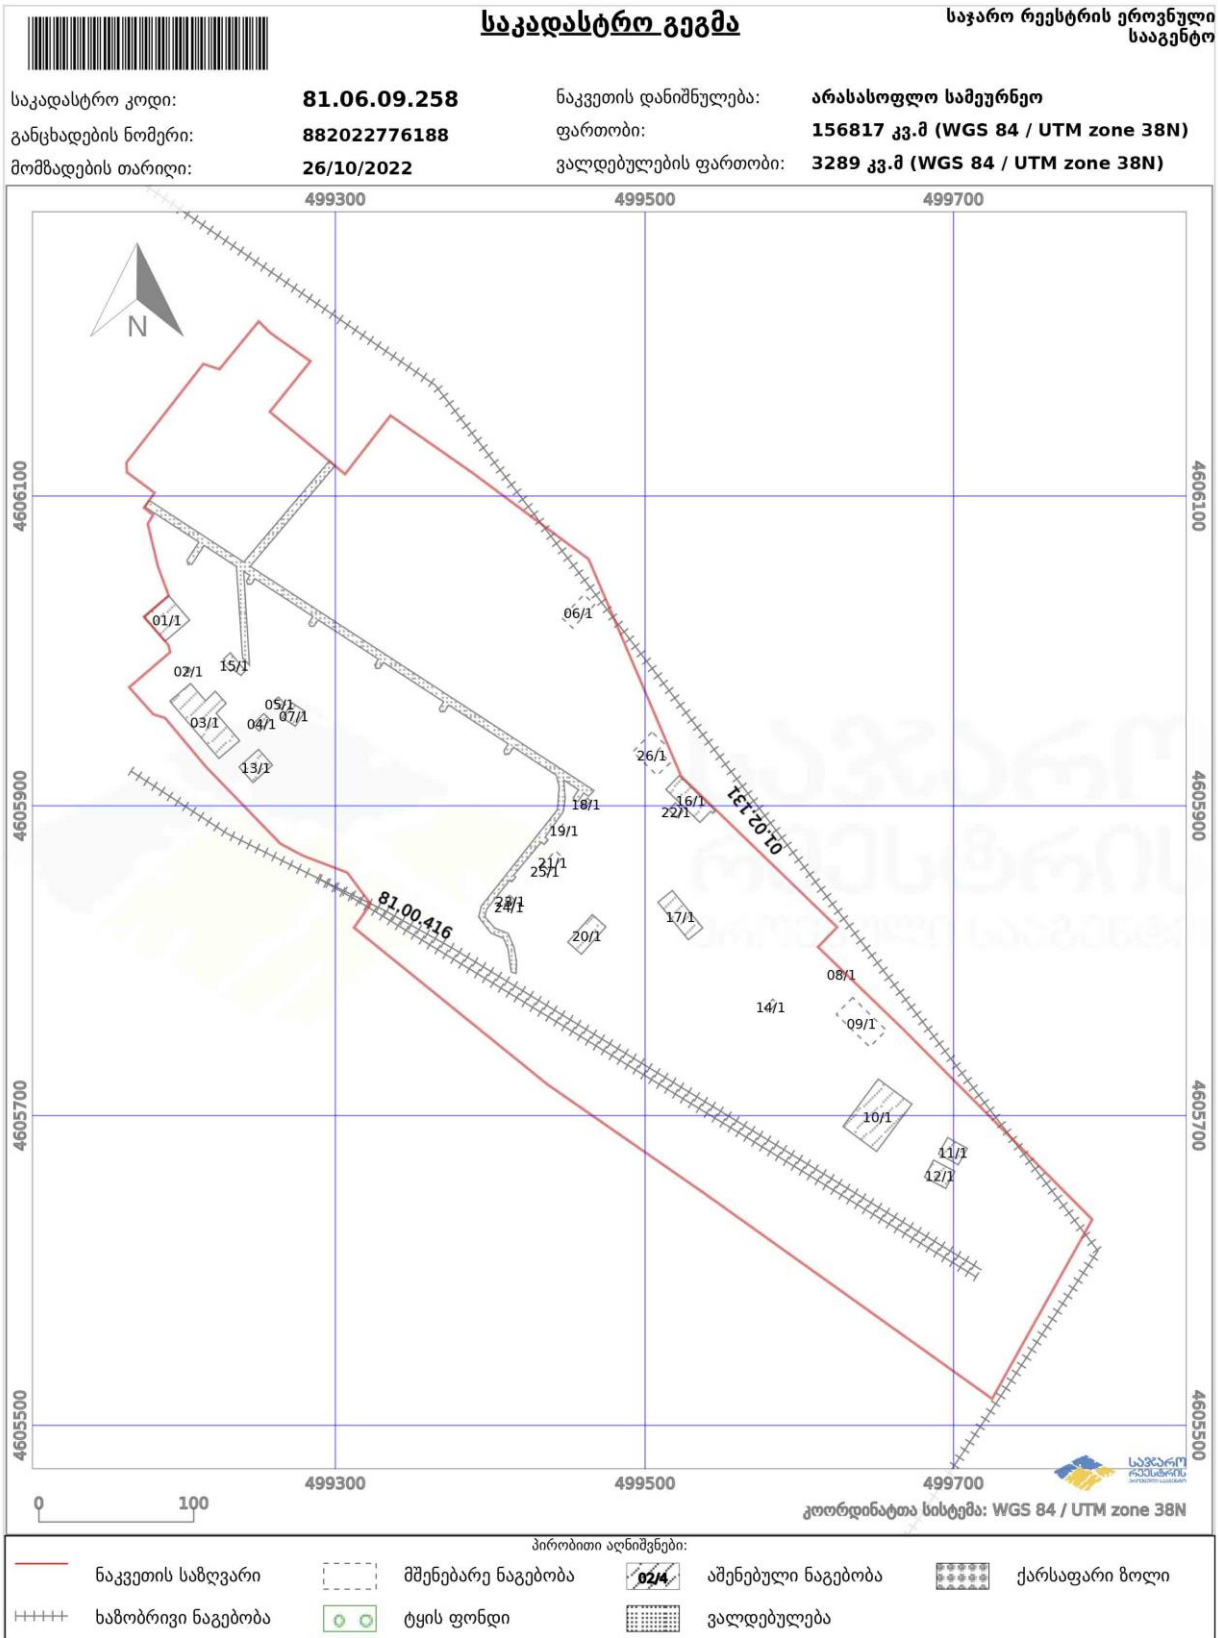 საკადასტრო გეგმა
საჯარო რეესტრის ეროვნული
სააგენტო
საკადასტრო კოდი: 81.06.09.258
ნაკვეთის დანიშნულება: არასასოფლო სამეურნეო
განცხადების ნომერი: 882022776188
ფართობი: 156817 კვ.მ (WGS 84 / UTM zone 38N)
მომზადების თარიღი: 26/10/2022
ვალდებულების ფართობი: 3289 კვ.მ (WGS 84 / UTM zone 38N)
499300 499500 499700
N
4606100 4606100
06/1
01/1
15/1
02/1
05/1
07/1
03/1
04/1
26/1
13/1
4605900 4605900
16/1
18/1
22/1
01.02.131
19/1
21/1
25/1
23/1
24/1
81.00.416
17/1
20/1
08/1
14/1
09/1
4605700 4605700
10/1
11/1
12/1
4605500 4605500
საჯარო
რეესტრის
ეროვნული სააგენტო
499300 499500 499700
საჯარო
რეესტრის
0 100
კოორდინატთა სისტემა: WGS 84 / UTM zone 38N
პირობითი აღნიშვნები:
ნაკვეთის საზღვარი
მშენებარე ნაგებობა
02/4 აშენებული ნაგებობა
ქარსაფარი ზოლი
ხაზობრივი ნაგებობა
ტყის ფონდი
ვალდებულება